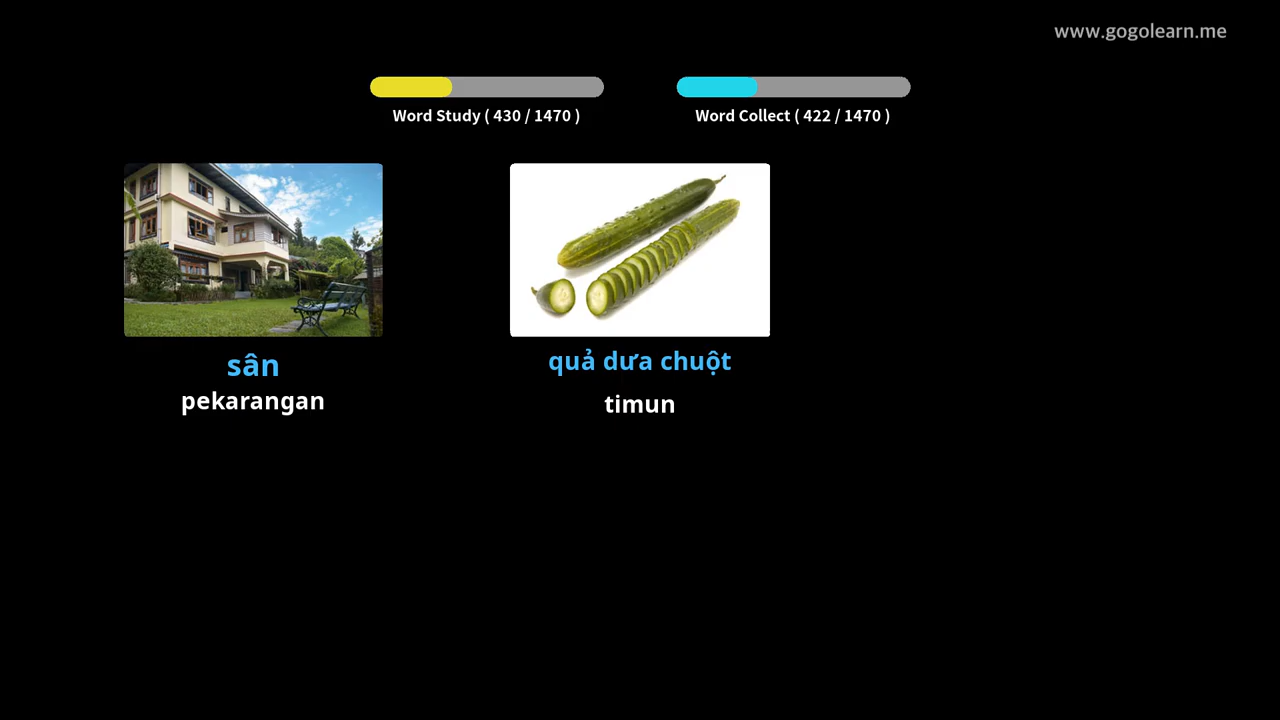 www.gogolearn.me
Word Study ( 430 / 1470 )
Word Collect ( 422 / 1470 )
sân
pekarangan
quả dưa chuột
timun